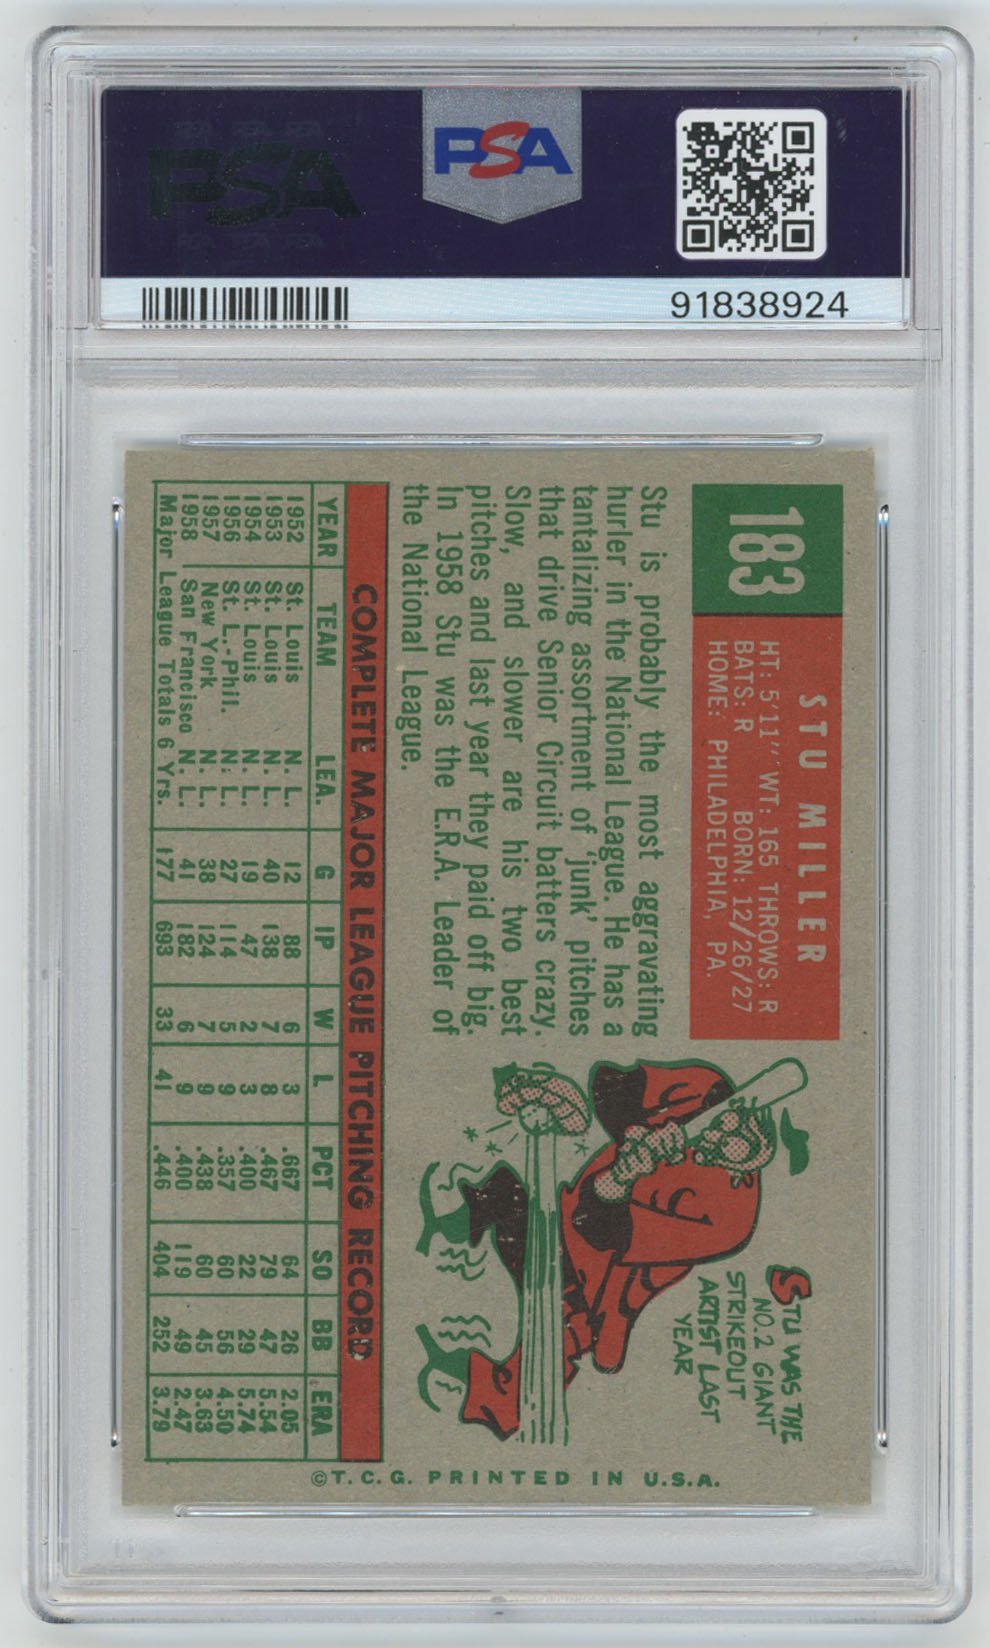 PSA PSA PSA
PSA
PSA PSA PSA
PSA
91838924
183
STU MILLER
HT: 5'11" WT: 165 THROWS: R
BATS: R BORN: 12/26/27
HOME: PHILADELPHIA, PA.
Stu is probably the most aggravating
hurler in the National League. He has a
tantalizing assortment of 'junk' pitches
that drive Senior Circuit batters crazy.
Slow, and slower are his two best
pitches and last year they paid off big.
In 1958 Stu was the E.R.A. Leader of
the National League.
STU WAS THE
NO. 2 GIANT
STRIKEOUT
ARTIST LAST
YEAR
COMPLETE MAJOR LEAGUE PITCHING RECORD
YEAR TEAM LEA. G IP W L PCT SO BB ERA
1952 St. Louis N. L. 12 88 6 3 .667 64 26 2.05
1953 St. Louis N. L. 40 138 7 8 .467 79 47 5.54
1954 St. Louis N. L. 19 47 2 3 .400 22 29 5.74
1956 St. L.-Phil. N. L. 27 114 5 9 .357 60 56 4.50
1957 New York N. L. 38 124 7 9 .438 60 45 3.63
1958 San Francisco N. L. 41 182 6 9 .400 119 49 2.47
Major League Totals 6 Yrs. 177 693 33 41 .446 404 252 3.79
©T. C. G. PRINTED IN U.S.A.